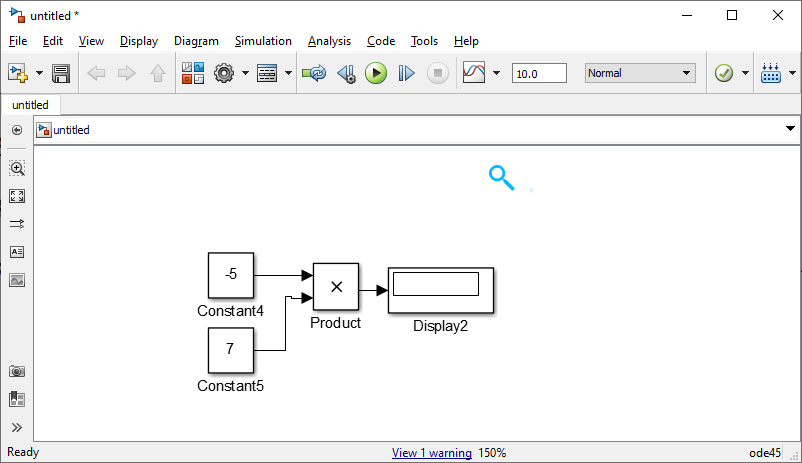 untitled *
File Edit View Display Diagram Simulation Analysis Code Tools Help
10.0 Normal
untitled
untitled
-5
Constant4
×
Product
Display2
7
Constant5
Ready View 1 warning 150% ode45